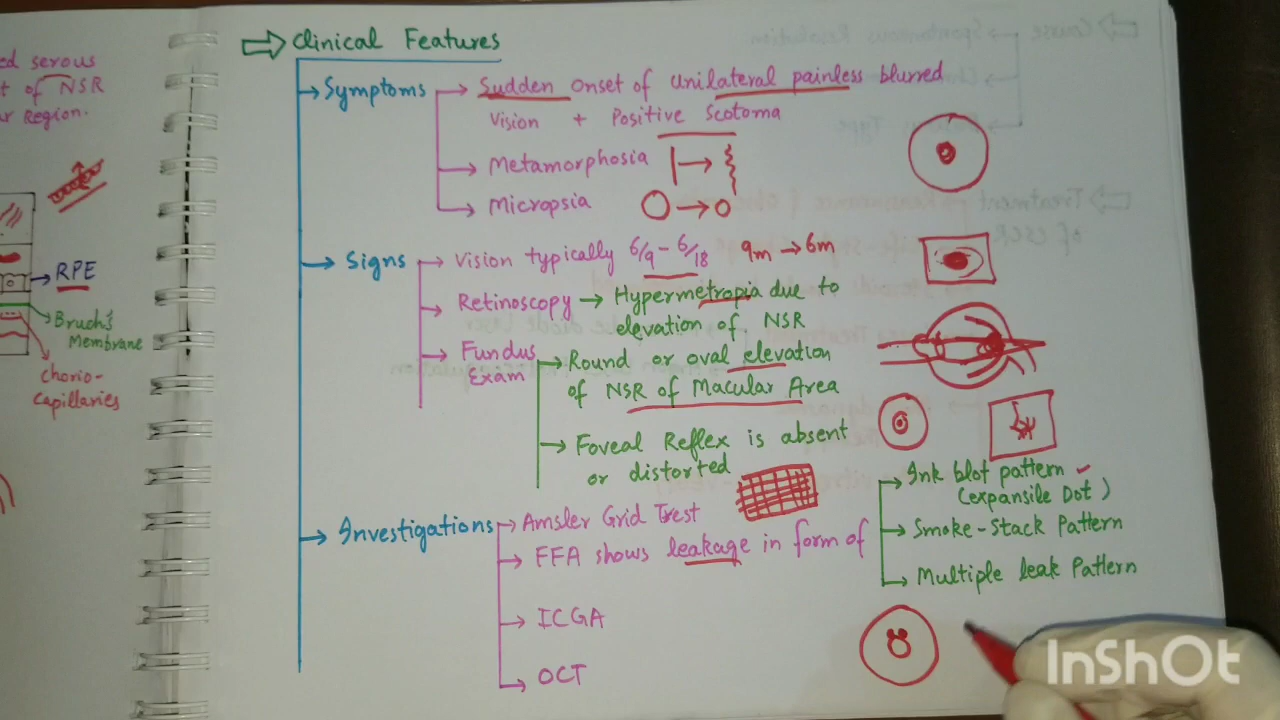 ed serous
t of NSR
ar Region.
RPE
Bruch's
Membrane
chorio-
capillaries
Clinical Features
Symptoms
Sudden onset of unilateral painless blurred
Vision + Positive Scotoma
Metamorphosia
Micropsia
Signs
Vision typically 6/9 - 6/18 9m → 6m
Retinoscopy → Hypermetropia due to
elevation of NSR
Fundus
Exam
Round or oval elevation
of NSR of Macular Area
Foveal Reflex is absent
or distorted
Investigations
Amsler Grid Trest
FFA shows leakage in form of
Ink blot pattern
(expansile Dot)
Smoke-Stack Pattern
Multiple leak Pattern
ICGA
OCT
InShOt